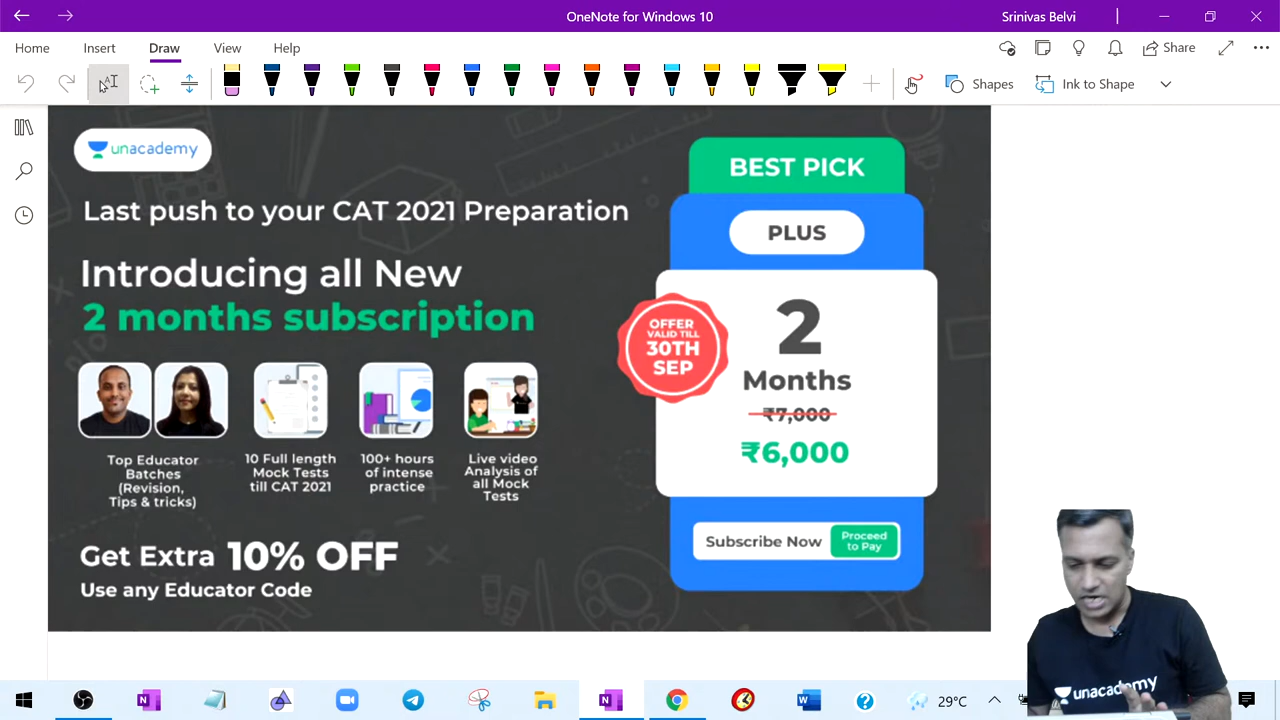 OneNote for Windows 10
Srinivas Belvi
Home
Insert
Draw
View
Help
Share
Shapes
Ink to Shape
unacademy
Last push to your CAT 2021 Preparation
Introducing all New
2 months subscription
Top Educator
Batches
(Revision,
Tips & tricks)
10 Full length
Mock Tests
till CAT 2021
100+ hours
of intense
practice
Live video
Analysis of
all Mock
Tests
Get Extra 10% OFF
Use any Educator Code
BEST PICK
PLUS
OFFER
VALID TILL
30TH
SEP
2
Months
₹7,000
₹6,000
Subscribe Now
Proceed
to Pay
unacademy
29°C